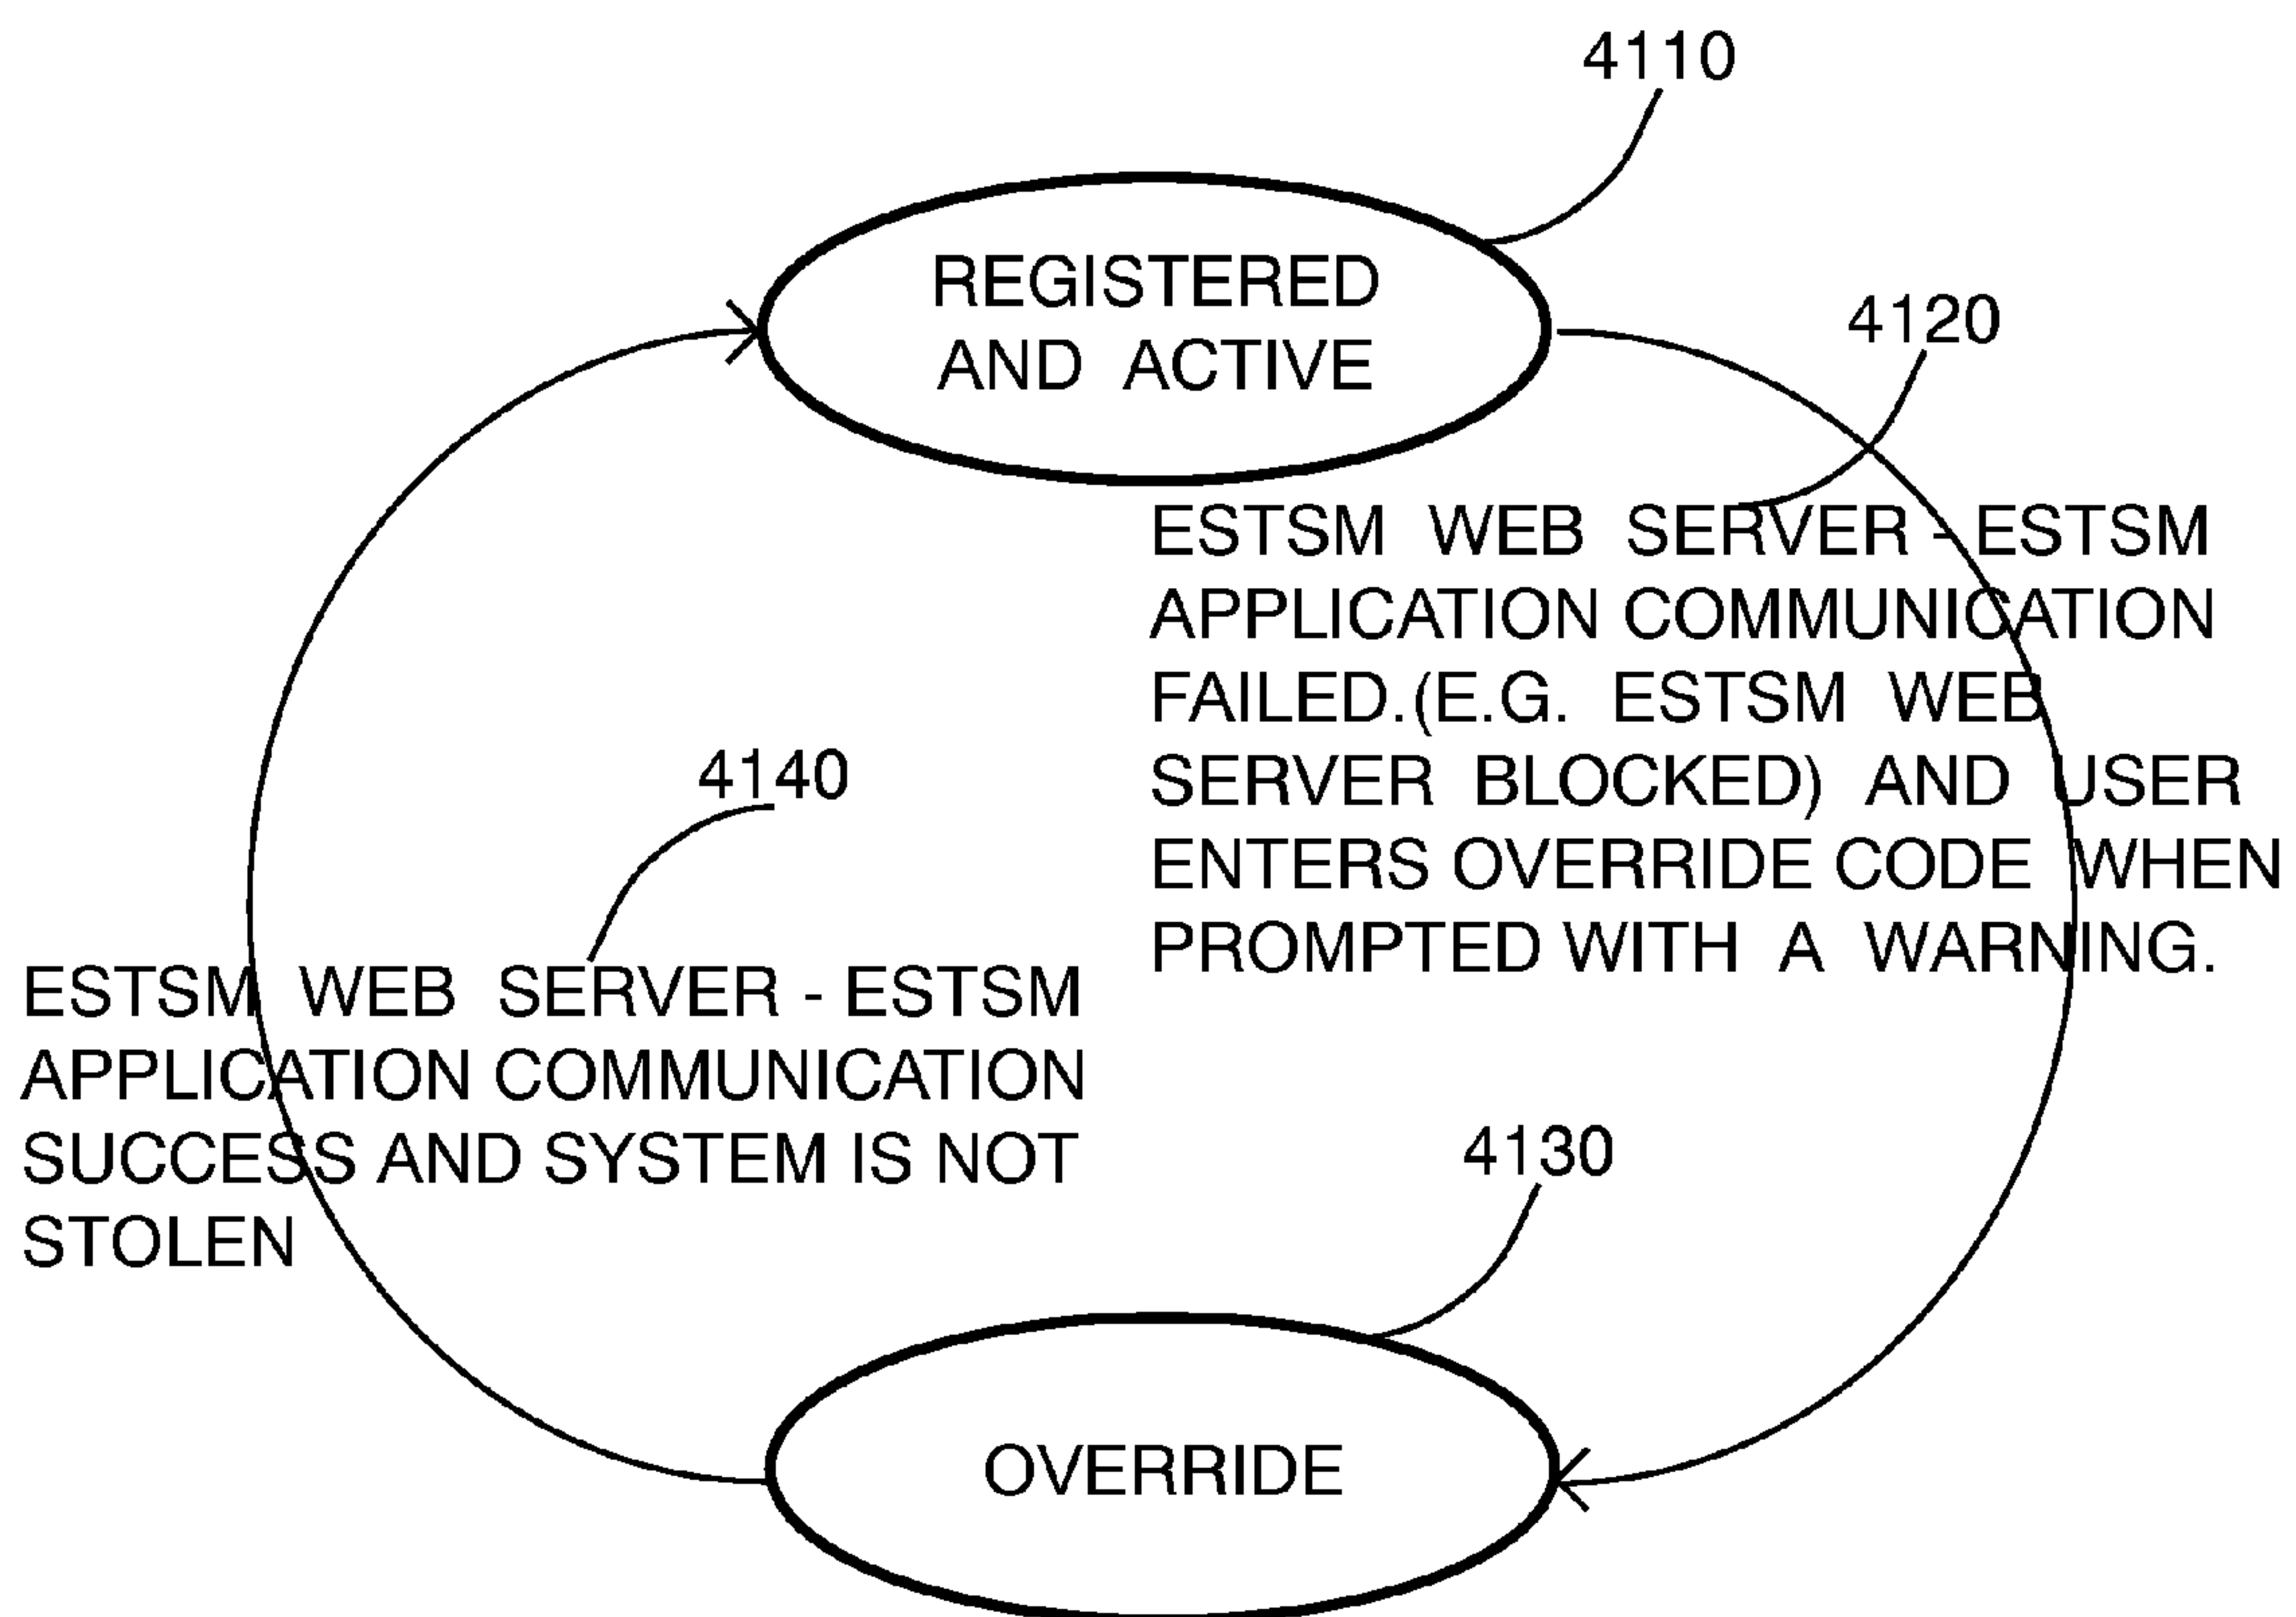 4110
REGISTERED
AND ACTIVE
4120
ESTSM WEB SERVER - ESTSM
APPLICATION COMMUNICATION
FAILED.(E.G. ESTSM WEB
SERVER BLOCKED) AND USER
ENTERS OVERRIDE CODE WHEN
PROMPTED WITH A WARNING.
4140
ESTSM WEB SERVER - ESTSM
APPLICATION COMMUNICATION
SUCCESS AND SYSTEM IS NOT
STOLEN
4130
OVERRIDE